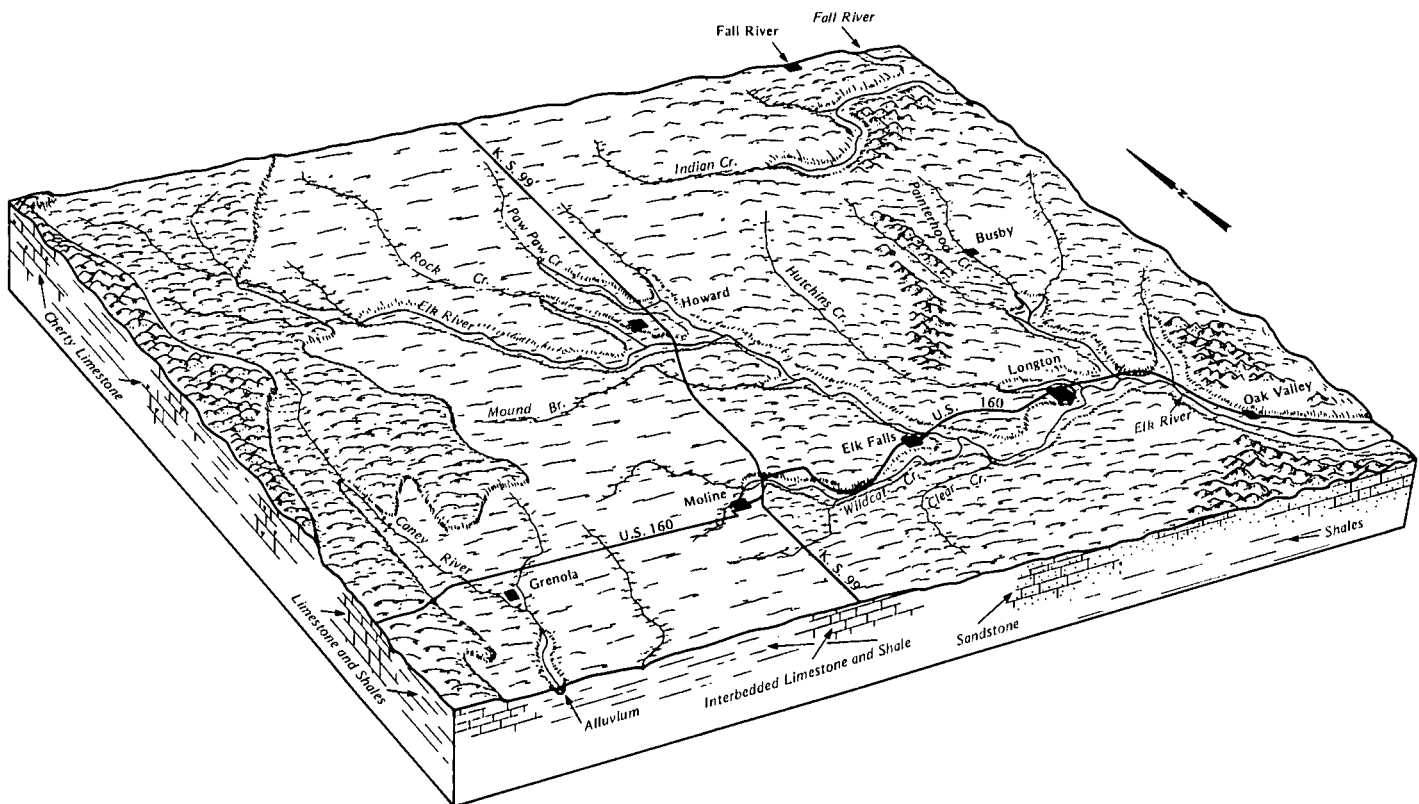 Fall River
Fall River
K. S. 99
Indian Cr.
Paw Paw Cr.
Painterhood Cr.
Busby
Rock Cr.
Howard
Hutchins Cr.
Elk River
Cherty Limestone
Longton
Mound Br.
U.S. 160
Oak Valley
Elk River
Elk Falls
Moline
Wildcat Cr.
Clear Cr.
U.S. 160
Caney River
K. S. 99
Grenola
Shales
Sandstone
Limestone and Shales
Interbedded Limestone and Shale
Alluvium